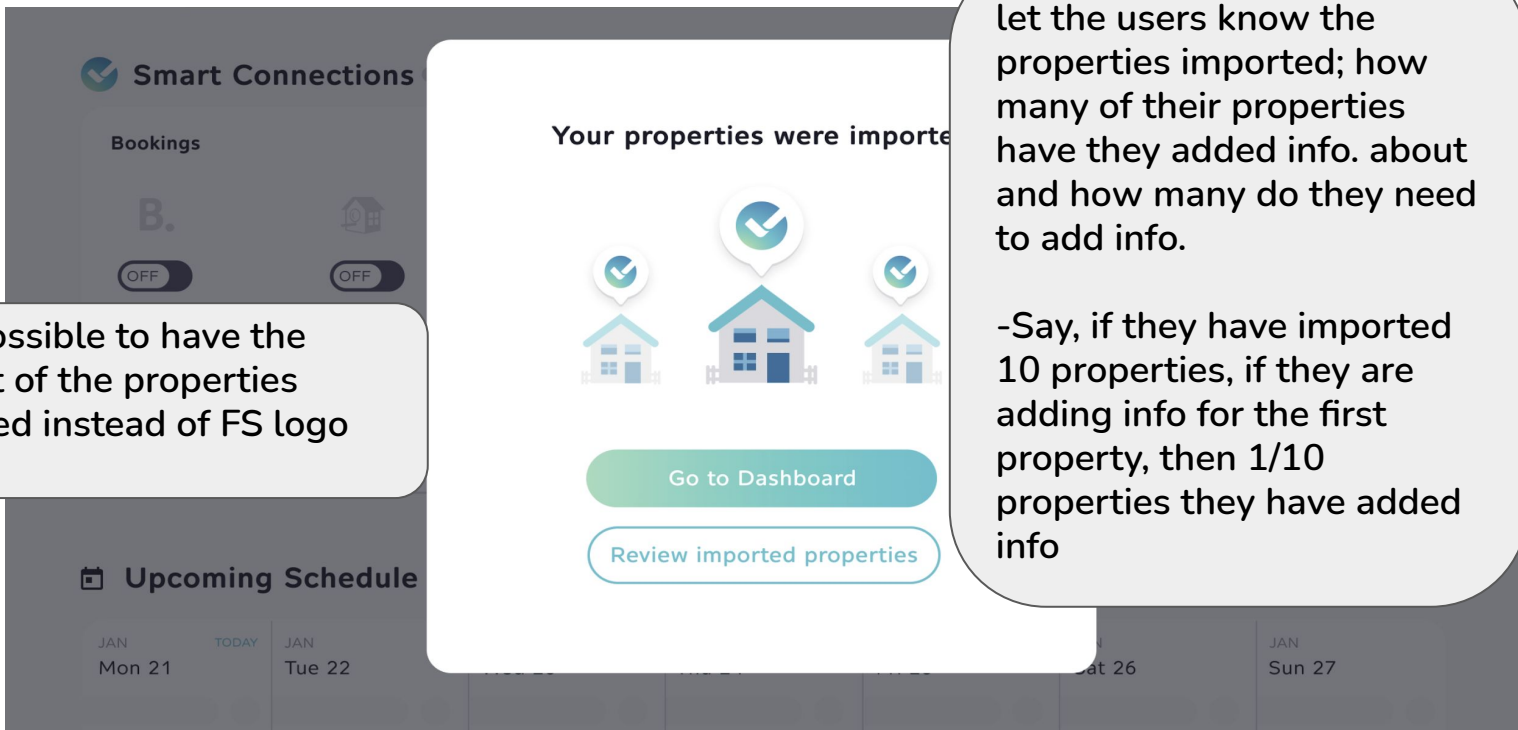 let the users know the
properties imported; how
many of their properties
have they added info. about
and how many do they need
to add info.
-Say, if they have imported
10 properties, if they are
adding info for the first
property, then 1/10
properties they have added
info
Smart Connections
Bookings
B.
OFF
OFF
to have the
of the properties
instead of FS logo
Your properties were
Go to Dashboard
Review imported properties
Upcoming Schedule
JAN TODAY JAN JAN
Mon 21 Tue 22 26 Sun 27